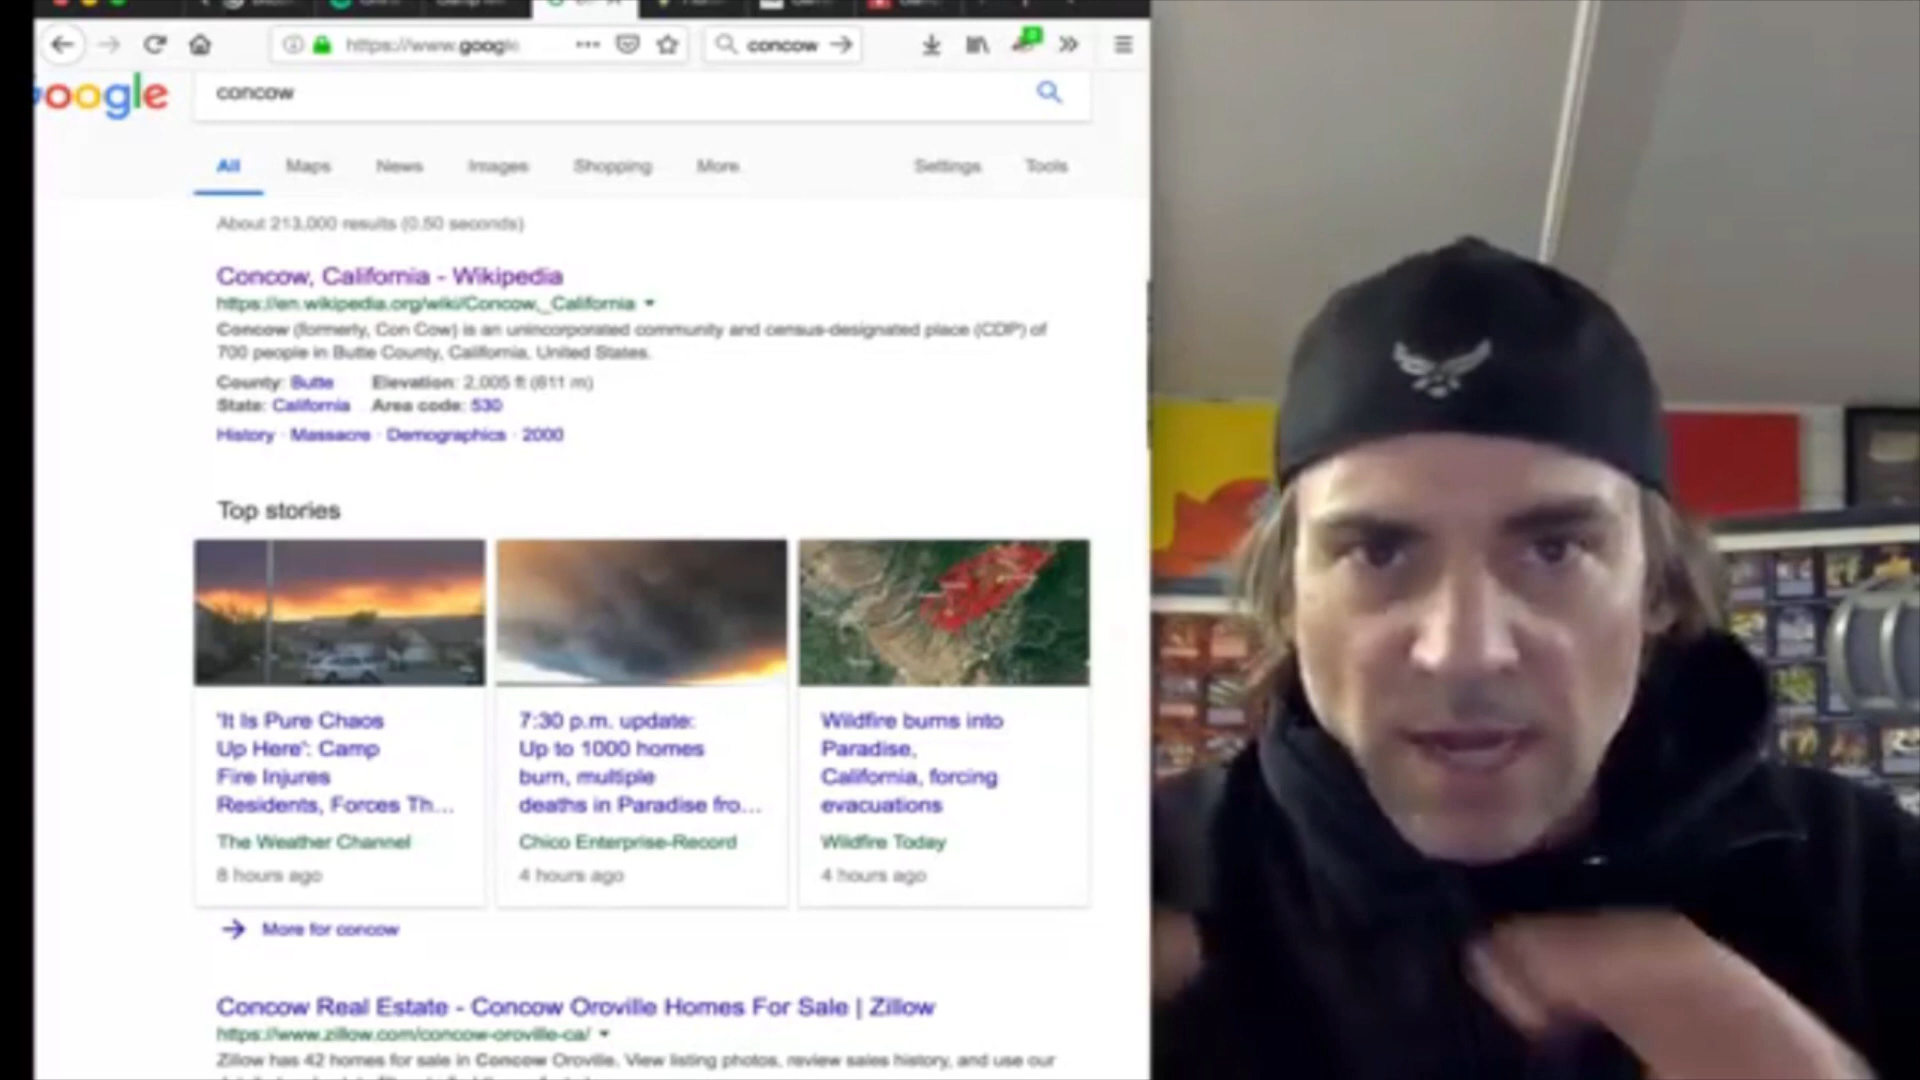 https://www.google
concow
Google
concow
All Maps News Images Shopping More Settings Tools
About 213,000 results (0.50 seconds)
Concow, California - Wikipedia
https://en.wikipedia.org/wiki/Concow,_California
Concow (formerly, Con Cow) is an unincorporated community and census-designated place (CDP) of
700 people in Butte County, California, United States.
County: Butte Elevation: 2,005 ft (611 m)
State: California Area code: 530
History · Massacre · Demographics · 2000
Top stories
'It Is Pure Chaos
Up Here': Camp
Fire Injures
Residents, Forces Th...
The Weather Channel
8 hours ago
7:30 p.m. update:
Up to 1000 homes
burn, multiple
deaths in Paradise fro...
Chico Enterprise-Record
4 hours ago
Wildfire burns into
Paradise,
California, forcing
evacuations
Wildfire Today
4 hours ago
More for concow
Concow Real Estate - Concow Oroville Homes For Sale | Zillow
https://www.zillow.com/concow-oroville-ca/
Zillow has 42 homes for sale in Concow Oroville. View listing photos, review sales history, and use our